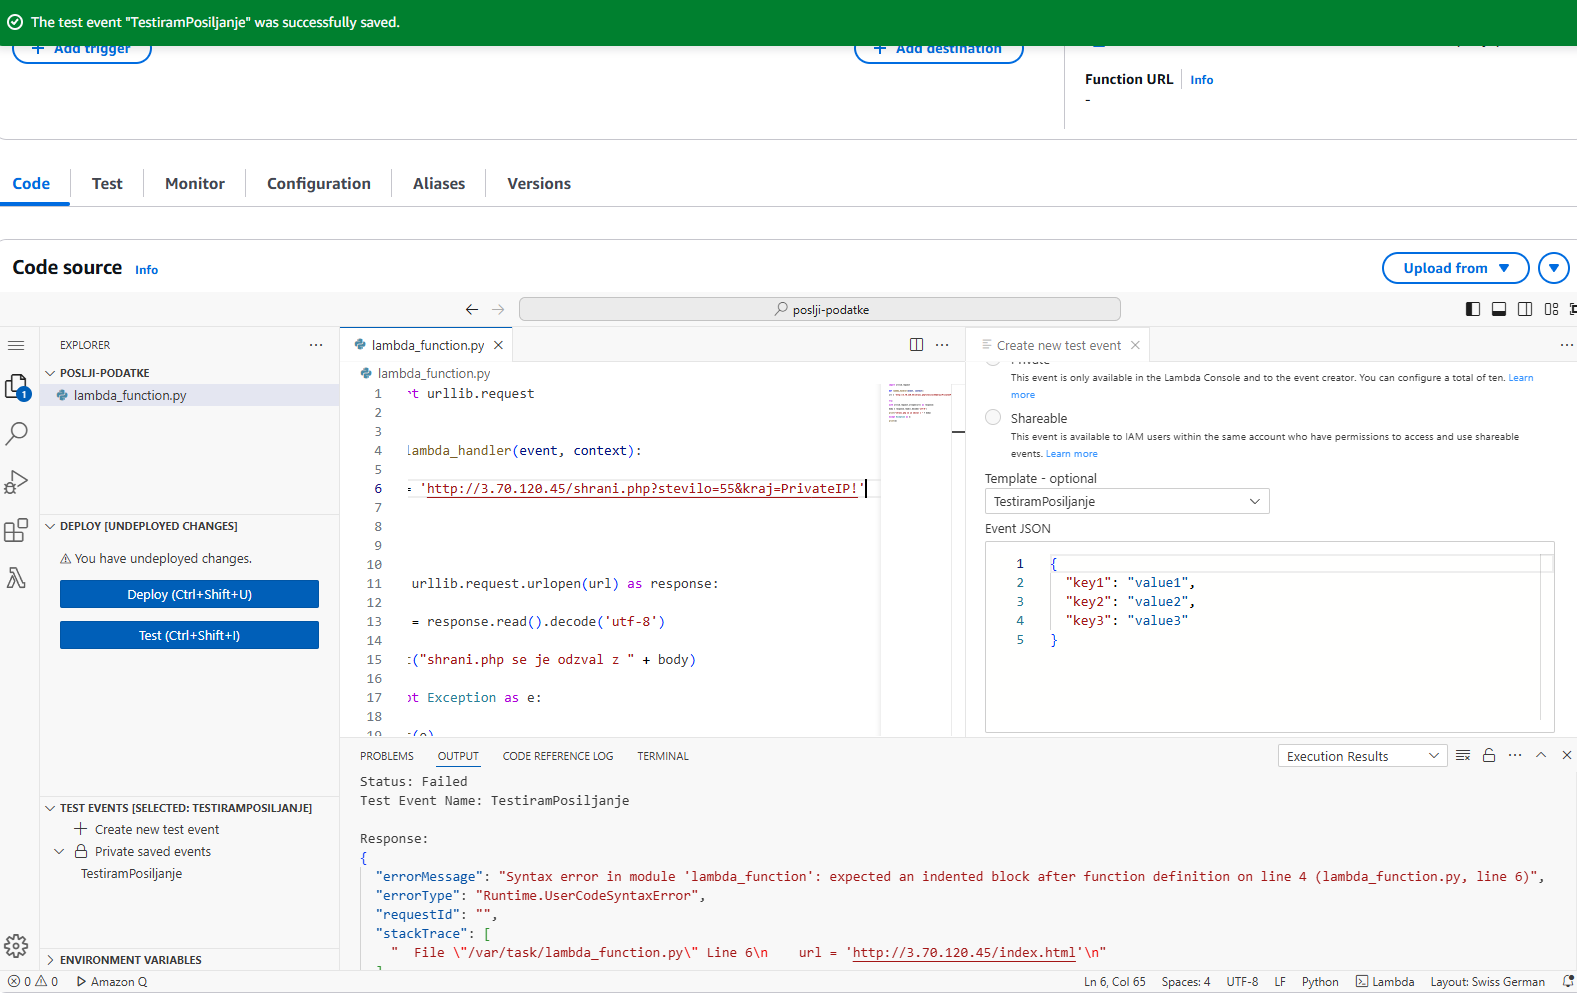 The test event "TestiramPosiljanje" was successfully saved.
Add trigger
Add destination
Function URL Info
-
Code Test Monitor Configuration Aliases Versions
Code source Info
Upload from
poslji-podatke
EXPLORER
POSLJI-PODATKE
lambda_function.py
1
DEPLOY [UNDEPLOYED CHANGES]
You have undeployed changes.
Deploy (Ctrl+Shift+U)
Test (Ctrl+Shift+I)
TEST EVENTS [SELECTED: TESTIRAMPOSILJANJE]
Create new test event
Private saved events
TestiramPosiljanje
ENVIRONMENT VARIABLES
lambda_function.py
lambda_function.py
1 rt urllib.request
2
3
4 lambda_handler(event, context):
5
6 = 'http://3.70.120.45/shrani.php?stevilo=55&kraj=PrivateIP!'
7
8
9
10
11 urllib.request.urlopen(url) as response:
12
13 = response.read().decode('utf-8')
14
15 t("shrani.php se je odzval z " + body)
16
17 pt Exception as e:
18
19 t(e)
Create new test event
Private
This event is only available in the Lambda Console and to the event creator. You can configure a total of ten. Learn
more
Shareable
This event is available to IAM users within the same account who have permissions to access and use shareable
events. Learn more
Template - optional
TestiramPosiljanje
Event JSON
1 {
2 "key1": "value1",
3 "key2": "value2",
4 "key3": "value3"
5 }
PROBLEMS OUTPUT CODE REFERENCE LOG TERMINAL
Execution Results
Status: Failed
Test Event Name: TestiramPosiljanje
Response:
{
"errorMessage": "Syntax error in module 'lambda_function': expected an indented block after function definition on line 4 (lambda_function.py, line 6)",
"errorType": "Runtime.UserCodeSyntaxError",
"requestId": "",
"stackTrace": [
" File \"/var/task/lambda_function.py\" Line 6\n url = 'http://3.70.120.45/index.html'\n"
]
0 0 Amazon Q
Ln 6, Col 65 Spaces: 4 UTF-8 LF Python Lambda Layout: Swiss German